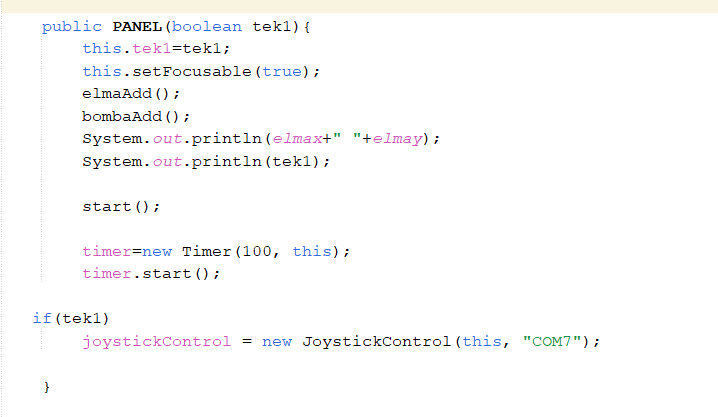 public PANEL(boolean tek1){
this.tek1=tek1;
this.setFocusable(true);
elmaAdd();
bombaAdd();
System.out.println(elmax+" "+elmay);
System.out.println(tek1);
start();
timer=new Timer(100, this);
timer.start();
if(tek1)
joystickControl = new JoystickControl(this, "COM7");
}